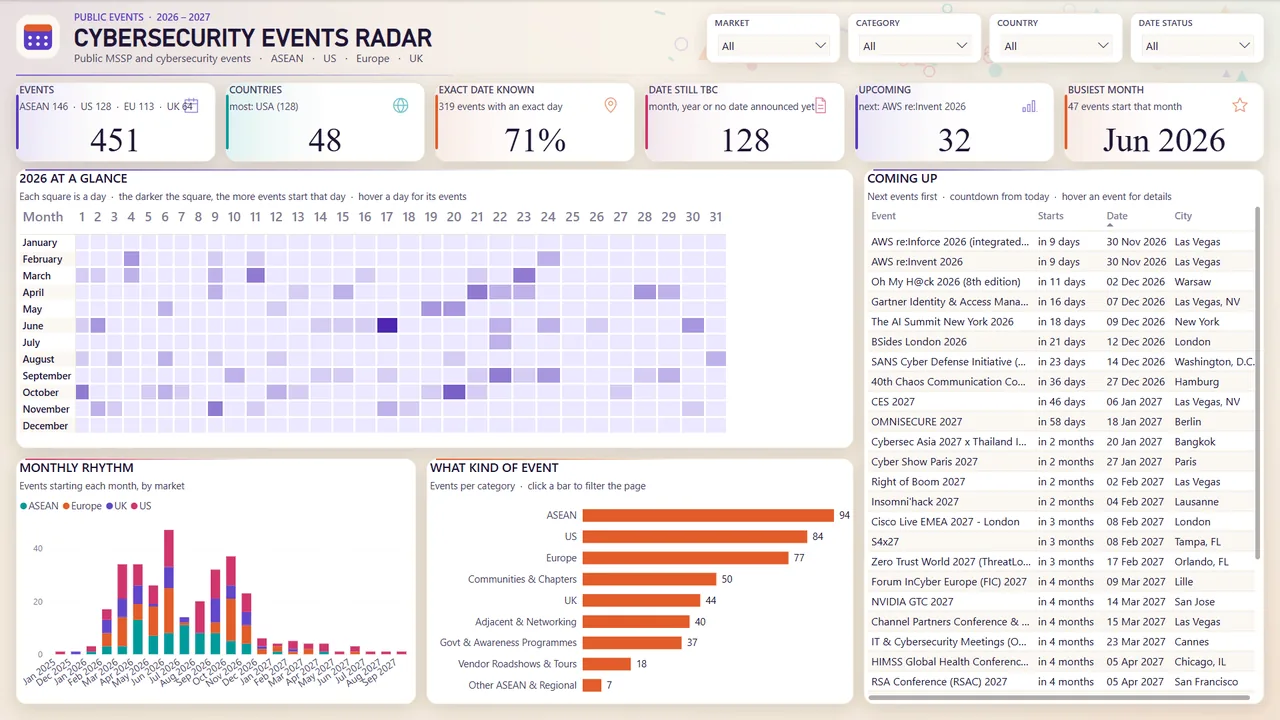 PUBLIC EVENTS · 2026 – 2027
CYBERSECURITY EVENTS RADAR
Public MSSP and cybersecurity events · ASEAN · US · Europe · UK
MARKET
All
CATEGORY
All
COUNTRY
All
DATE STATUS
All
EVENTS
ASEAN 146 · US 128 · EU 113 · UK 64
451
COUNTRIES
most: USA (128)
48
EXACT DATE KNOWN
319 events with an exact day
71%
DATE STILL TBC
month, year or no date announced yet
128
UPCOMING
next: AWS re:Invent 2026
32
BUSIEST MONTH
47 events start that month
Jun 2026
2026 AT A GLANCE
Each square is a day · the darker the square, the more events start that day · hover a day for its events
Month 1 2 3 4 5 6 7 8 9 10 11 12 13 14 15 16 17 18 19 20 21 22 23 24 25 26 27 28 29 30 31
January
February
March
April
May
June
July
August
September
October
November
December
COMING UP
Next events first · countdown from today · hover an event for details
Event Starts Date City
AWS re:Inforce 2026 (integrated... in 9 days 30 Nov 2026 Las Vegas
AWS re:Invent 2026 in 9 days 30 Nov 2026 Las Vegas
Oh My H@ck 2026 (8th edition) in 11 days 02 Dec 2026 Warsaw
Gartner Identity & Access Mana... in 16 days 07 Dec 2026 Las Vegas, NV
The AI Summit New York 2026 in 18 days 09 Dec 2026 New York
BSides London 2026 in 21 days 12 Dec 2026 London
SANS Cyber Defense Initiative (... in 23 days 14 Dec 2026 Washington, D.C.
40th Chaos Communication Co... in 36 days 27 Dec 2026 Hamburg
CES 2027 in 46 days 06 Jan 2027 Las Vegas, NV
OMNISECURE 2027 in 58 days 18 Jan 2027 Berlin
Cybersec Asia 2027 x Thailand I... in 2 months 20 Jan 2027 Bangkok
Cyber Show Paris 2027 in 2 months 27 Jan 2027 Paris
Right of Boom 2027 in 2 months 02 Feb 2027 Las Vegas
Insomni'hack 2027 in 2 months 04 Feb 2027 Lausanne
Cisco Live EMEA 2027 - London in 3 months 08 Feb 2027 London
S4x27 in 3 months 08 Feb 2027 Tampa, FL
Zero Trust World 2027 (ThreatLo... in 3 months 17 Feb 2027 Orlando, FL
Forum InCyber Europe (FIC) 2027 in 4 months 09 Mar 2027 Lille
NVIDIA GTC 2027 in 4 months 14 Mar 2027 San Jose
Channel Partners Conference & ... in 4 months 15 Mar 2027 Las Vegas
IT & Cybersecurity Meetings (O... in 4 months 23 Mar 2027 Cannes
HIMSS Global Health Conferenc... in 4 months 05 Apr 2027 Chicago, IL
RSA Conference (RSAC) 2027 in 4 months 05 Apr 2027 San Francisco
MONTHLY RHYTHM
Events starting each month, by market
ASEAN Europe UK US
40
20
0
Jan 2025 Dec 2025 Jan 2026 Feb 2026 Mar 2026 Apr 2026 May 2026 Jun 2026 Jul 2026 Aug 2026 Sep 2026 Oct 2026 Nov 2026 Dec 2026 Jan 2027 Feb 2027 Mar 2027 Apr 2027 May 2027 Jun 2027 Jul 2027 Aug 2027 Sep 2027
WHAT KIND OF EVENT
Events per category · click a bar to filter the page
ASEAN 94
US 84
Europe 77
Communities & Chapters 50
UK 44
Adjacent & Networking 40
Govt & Awareness Programmes 37
Vendor Roadshows & Tours 18
Other ASEAN & Regional 7